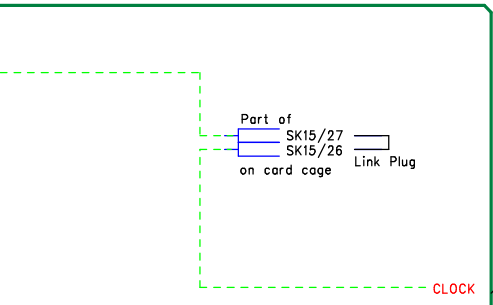 Part of
SK15/27
SK15/26
Link Plug
on card cage
CLOCK